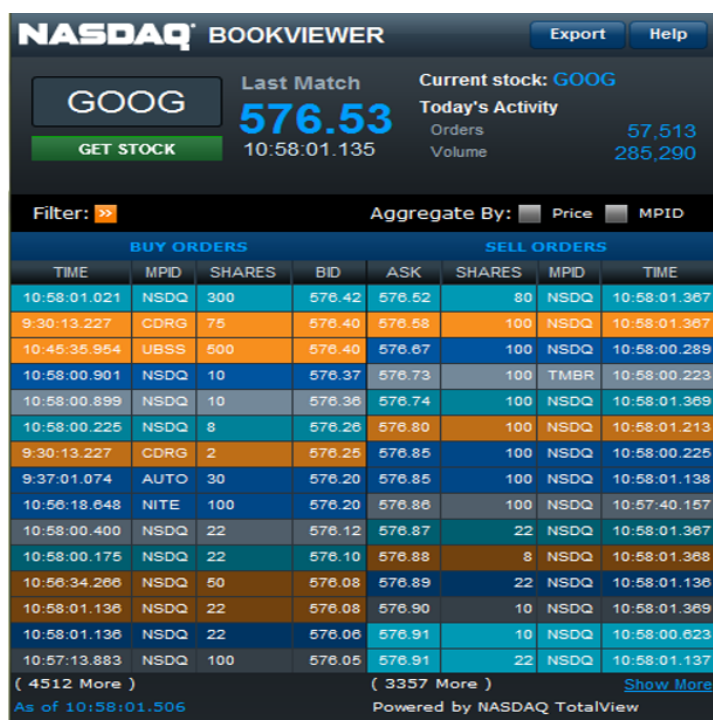 NASDAQ BOOKVIEWER Export Help
GOOG
GET STOCK
Last Match
576.53
10:58:01.135
Current stock: GOOG
Today's Activity
Orders 57,513
Volume 285,290
Filter: >> Aggregate By: Price MPID
BUY ORDERS SELL ORDERS
TIME MPID SHARES BID ASK SHARES MPID TIME
10:58:01.021 NSDQ 300 576.42 576.52 80 NSDQ 10:58:01.367
9:30:13.227 CDRG 75 576.40 576.58 100 NSDQ 10:58:01.367
10:45:35.954 UBSS 500 576.40 576.67 100 NSDQ 10:58:00.289
10:58:00.901 NSDQ 10 576.37 576.73 100 TMBR 10:58:00.223
10:58:00.899 NSDQ 10 576.36 576.74 100 NSDQ 10:58:01.369
10:58:00.225 NSDQ 8 576.26 576.80 100 NSDQ 10:58:01.213
9:30:13.227 CDRG 2 576.25 576.85 100 NSDQ 10:58:00.225
9:37:01.074 AUTO 30 576.20 576.85 100 NSDQ 10:58:01.138
10:56:18.648 NITE 100 576.20 576.86 100 NSDQ 10:57:40.157
10:58:00.400 NSDQ 22 576.12 576.87 22 NSDQ 10:58:01.367
10:58:00.175 NSDQ 22 576.10 576.88 8 NSDQ 10:58:01.368
10:56:34.266 NSDQ 50 576.08 576.89 22 NSDQ 10:58:01.136
10:58:01.136 NSDQ 22 576.08 576.90 10 NSDQ 10:58:01.369
10:58:01.136 NSDQ 22 576.06 576.91 10 NSDQ 10:58:00.623
10:57:13.883 NSDQ 100 576.05 576.91 22 NSDQ 10:58:01.137
( 4512 More ) ( 3357 More ) Show More
As of 10:58:01.506 Powered by NASDAQ TotalView